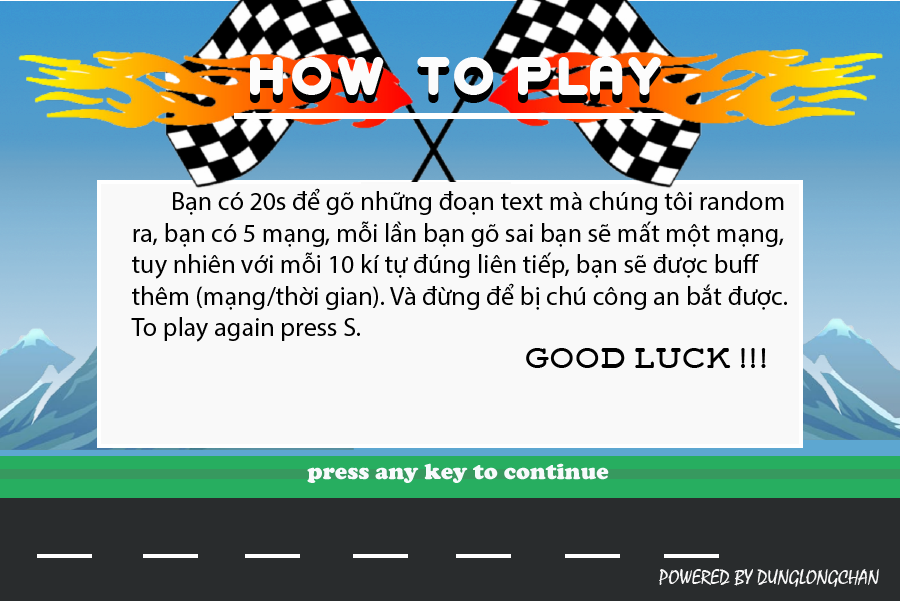 HOW TO PLAY
Bạn có 20s để gõ những đoạn text mà chúng tôi random
ra, bạn có 5 mạng, mỗi lần bạn gõ sai bạn sẽ mất một mạng,
tuy nhiên với mỗi 10 kí tự đúng liên tiếp, bạn sẽ được buff
thêm (mạng/thời gian). Và đừng để bị chú công an bắt được.
To play again press S.
GOOD LUCK !!!
press any key to continue
POWERED BY DUNGLONGCHAN